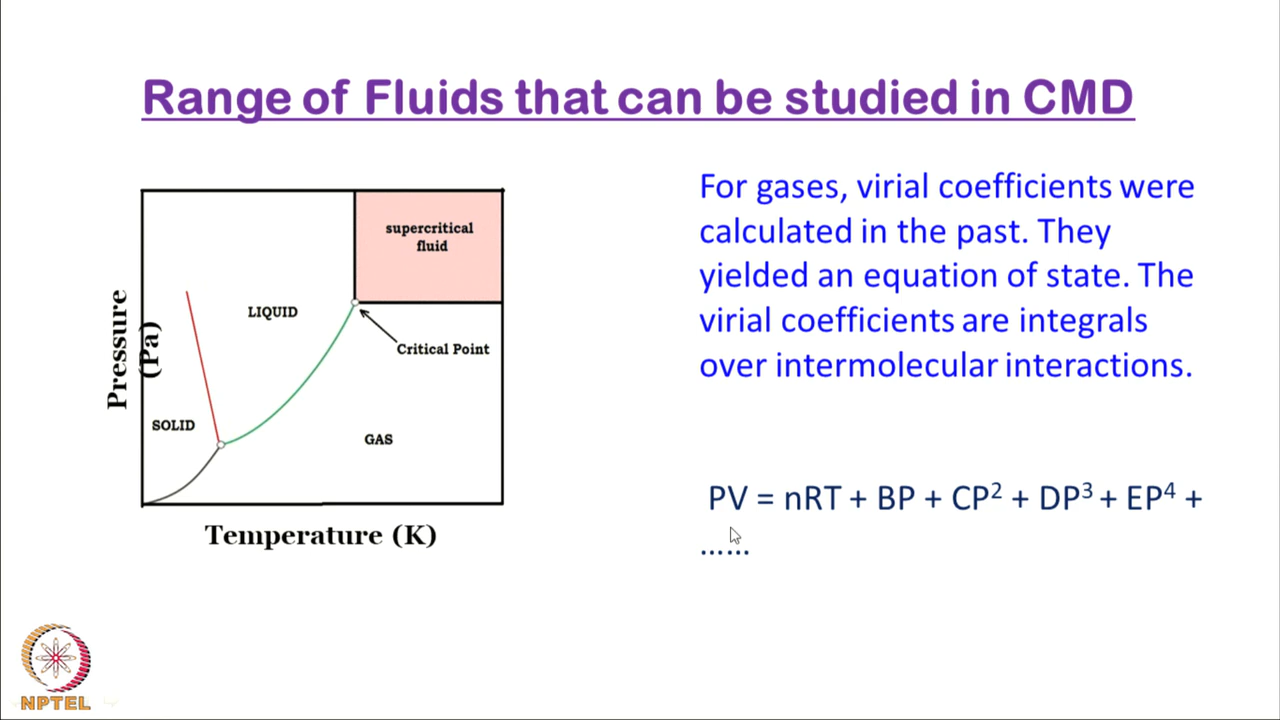 Range of Fluids that can be studied in CMD
Pressure
(Pa)
supercritical
fluid
LIQUID
Critical Point
SOLID
GAS
Temperature (K)
For gases, virial coefficients were
calculated in the past. They
yielded an equation of state. The
virial coefficients are integrals
over intermolecular interactions.
PV = nRT + BP + CP² + DP³ + EP⁴ +
......
NPTEL